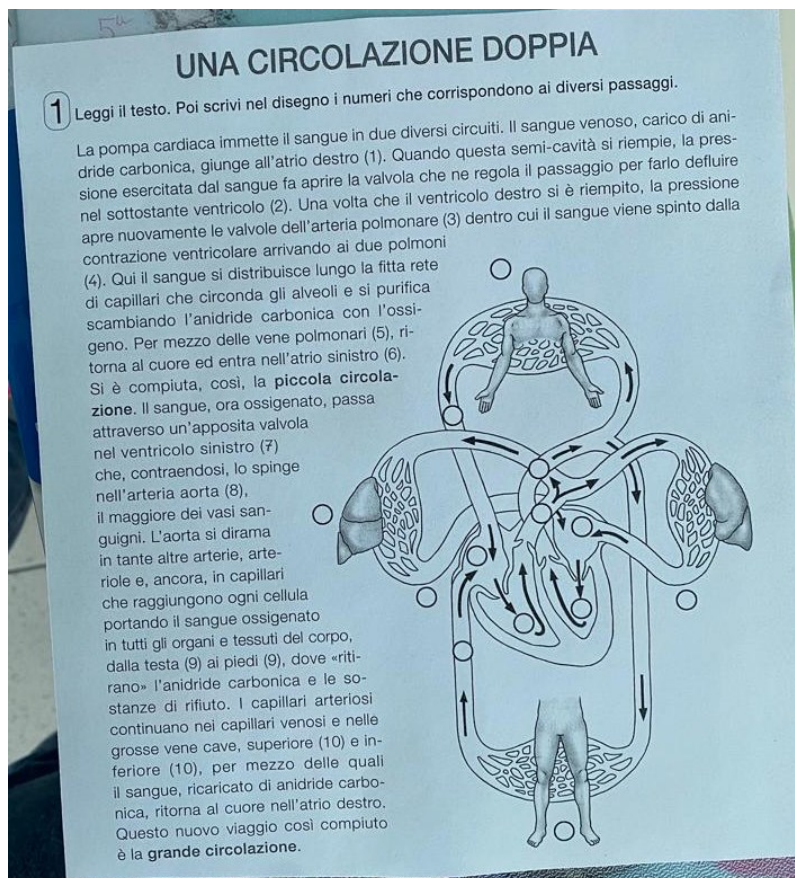 5ª
UNA CIRCOLAZIONE DOPPIA
1 Leggi il testo. Poi scrivi nel disegno i numeri che corrispondono ai diversi passaggi.
La pompa cardiaca immette il sangue in due diversi circuiti. Il sangue venoso, carico di ani-
dride carbonica, giunge all'atrio destro (1). Quando questa semi-cavità si riempie, la pres-
sione esercitata dal sangue fa aprire la valvola che ne regola il passaggio per farlo defluire
nel sottostante ventricolo (2). Una volta che il ventricolo destro si è riempito, la pressione
apre nuovamente le valvole dell'arteria polmonare (3) dentro cui il sangue viene spinto dalla
contrazione ventricolare arrivando ai due polmoni
(4). Qui il sangue si distribuisce lungo la fitta rete
di capillari che circonda gli alveoli e si purifica
scambiando l'anidride carbonica con l'ossi-
geno. Per mezzo delle vene polmonari (5), ri-
torna al cuore ed entra nell'atrio sinistro (6).
Si è compiuta, così, la piccola circola-
zione. Il sangue, ora ossigenato, passa
attraverso un'apposita valvola
nel ventricolo sinistro (7)
che, contraendosi, lo spinge
nell'arteria aorta (8),
il maggiore dei vasi san-
guigni. L'aorta si dirama
in tante altre arterie, arte-
riole e, ancora, in capillari
che raggiungono ogni cellula
portando il sangue ossigenato
in tutti gli organi e tessuti del corpo,
dalla testa (9) ai piedi (9), dove «riti-
rano» l'anidride carbonica e le so-
stanze di rifiuto. I capillari arteriosi
continuano nei capillari venosi e nelle
grosse vene cave, superiore (10) e in-
feriore (10), per mezzo delle quali
il sangue, ricaricato di anidride carbo-
nica, ritorna al cuore nell'atrio destro.
Questo nuovo viaggio così compiuto
è la grande circolazione.